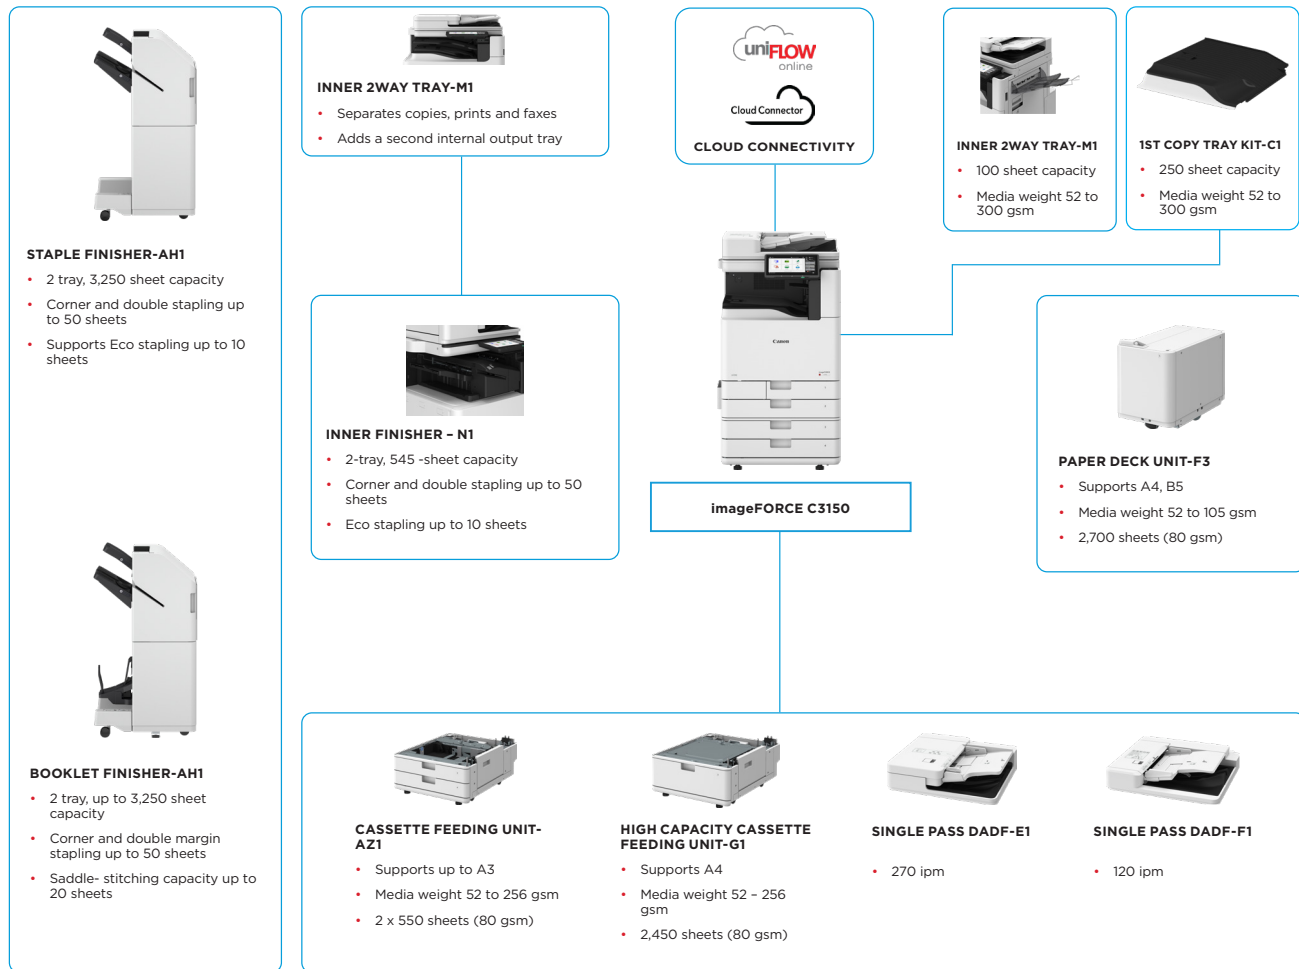 STAPLE FINISHER-AH1
• 2 tray, 3,250 sheet capacity
• Corner and double stapling up
to 50 sheets
• Supports Eco stapling up to 10
sheets
BOOKLET FINISHER-AH1
• 2 tray, up to 3,250 sheet
capacity
• Corner and double margin
stapling up to 50 sheets
• Saddle- stitching capacity up to
20 sheets
INNER 2WAY TRAY-M1
• Separates copies, prints and faxes
• Adds a second internal output tray
INNER FINISHER – N1
• 2-tray, 545 -sheet capacity
• Corner and double stapling up to 50
sheets
• Eco stapling up to 10 sheets
uniFLOW
online
Cloud Connector
CLOUD CONNECTIVITY
Canon
imageFORCE C3150
INNER 2WAY TRAY-M1
• 100 sheet capacity
• Media weight 52 to
300 gsm
1ST COPY TRAY KIT-C1
• 250 sheet capacity
• Media weight 52 to
300 gsm
PAPER DECK UNIT-F3
• Supports A4, B5
• Media weight 52 to 105 gsm
• 2,700 sheets (80 gsm)
CASSETTE FEEDING UNIT-
AZ1
• Supports up to A3
• Media weight 52 to 256 gsm
• 2 x 550 sheets (80 gsm)
HIGH CAPACITY CASSETTE
FEEDING UNIT-G1
• Supports A4
• Media weight 52 – 256
gsm
• 2,450 sheets (80 gsm)
SINGLE PASS DADF-E1
• 270 ipm
SINGLE PASS DADF-F1
• 120 ipm